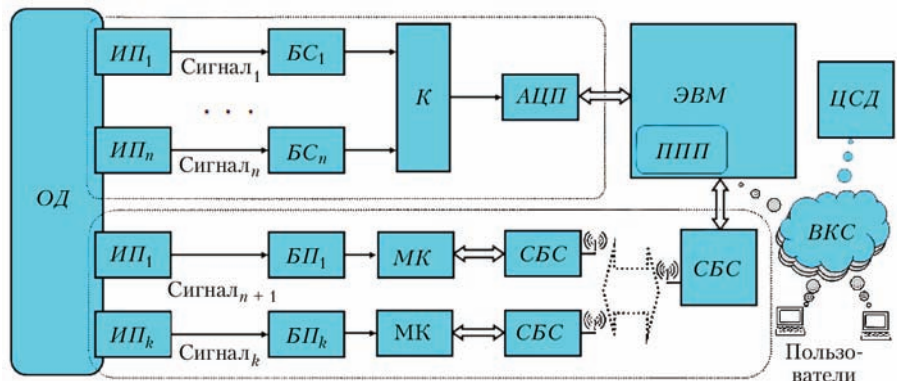 ОД
ИП₁
Сигнал₁
БС₁
К
АЦП
ЭВМ
ППП
ЦСД
. . .
ИПₙ
Сигналₙ
БСₙ
ВКС
ИП₁
Сигналₙ ₊ ₁
БП₁
МК
СБС
СБС
ИПₖ
Сигналₖ
БПₖ
МК
СБС
Пользо-
ватели